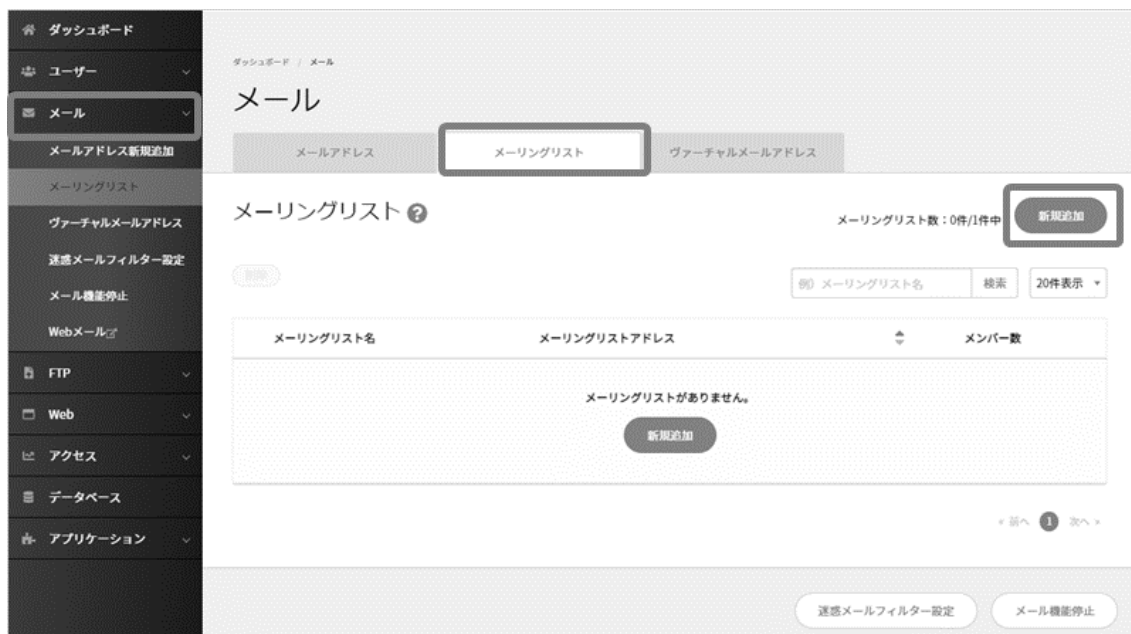 ダッシュボード
ユーザー
メール
メールアドレス新規追加
メーリングリスト
ヴァーチャルメールアドレス
迷惑メールフィルター設定
メール機能停止
Webメール
FTP
Web
アクセス
データベース
アプリケーション
ダッシュボード / メール
メール
メールアドレス メーリングリスト ヴァーチャルメールアドレス
メーリングリスト ?
メーリングリスト数:0件/1件中 新規追加
削除
例) メーリングリスト名 検索 20件表示
メーリングリスト名 メーリングリストアドレス メンバー数
メーリングリストがありません。
新規追加
« 前へ 1 次へ »
迷惑メールフィルター設定 メール機能停止